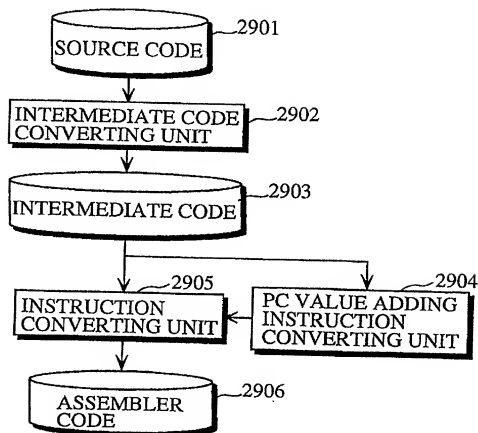 2901
SOURCE CODE
INTERMEDIATE CODE
CONVERTING UNIT
2902
2903
INTERMEDIATE CODE
2905
2904
INSTRUCTION
CONVERTING UNIT
PC VALUE ADDING
INSTRUCTION
CONVERTING UNIT
2906
ASSEMBLER
CODE